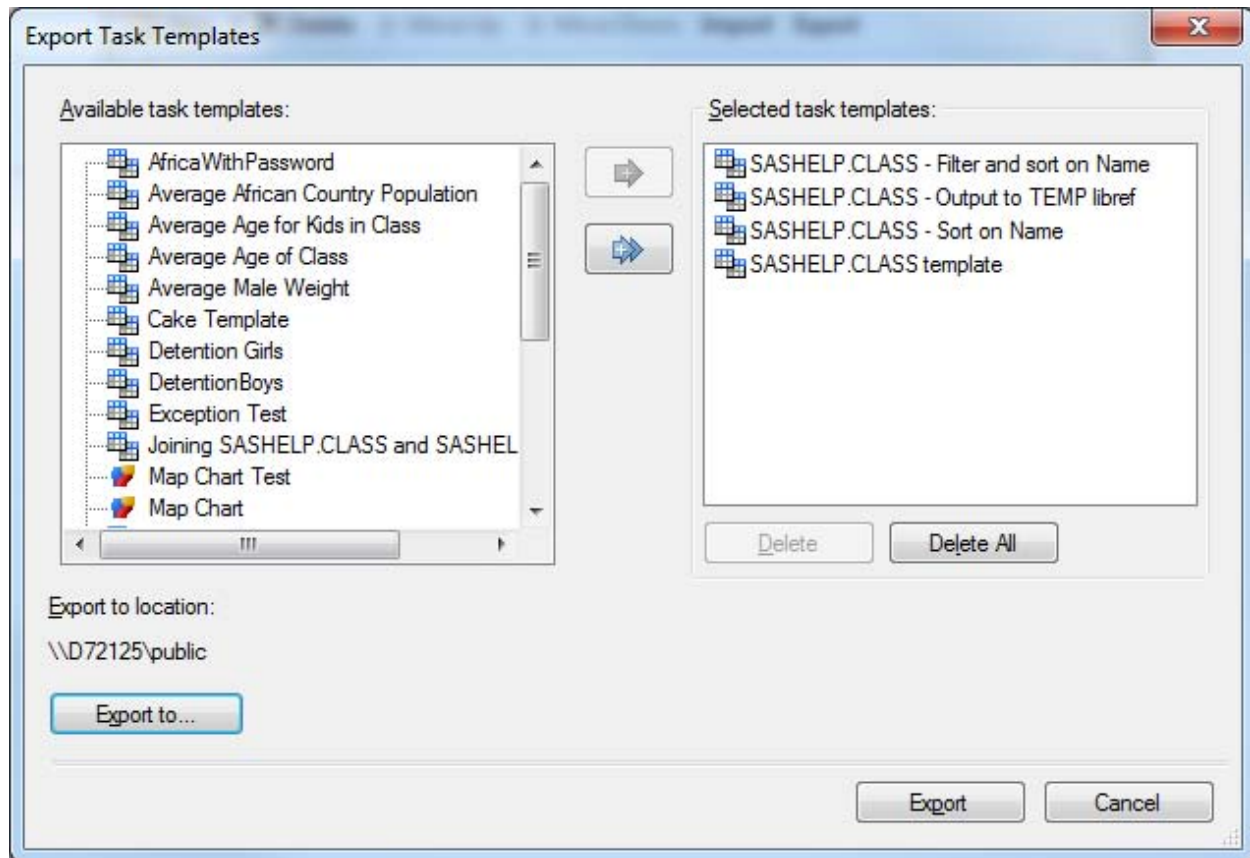 Export Task Templates
Available task templates:
AfricaWithPassword
Average African Country Population
Average Age for Kids in Class
Average Age of Class
Average Male Weight
Cake Template
Detention Girls
DetentionBoys
Exception Test
Joining SASHELP.CLASS and SASHEL
Map Chart Test
Map Chart
Selected task templates:
SASHELP.CLASS - Filter and sort on Name
SASHELP.CLASS - Output to TEMP libref
SASHELP.CLASS - Sort on Name
SASHELP.CLASS template
Delete
Delete All
Export to location:
\\D72125\public
Export to...
Export
Cancel